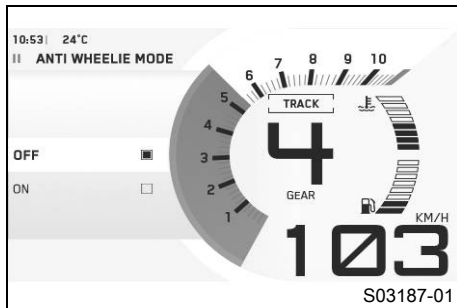 10:53| 24°C
II ANTI WHEELIE MODE
OFF
ON
1
2
3
4
5
6
7
8
9
10
TRACK
4
GEAR
KM/H
103
S03187-01